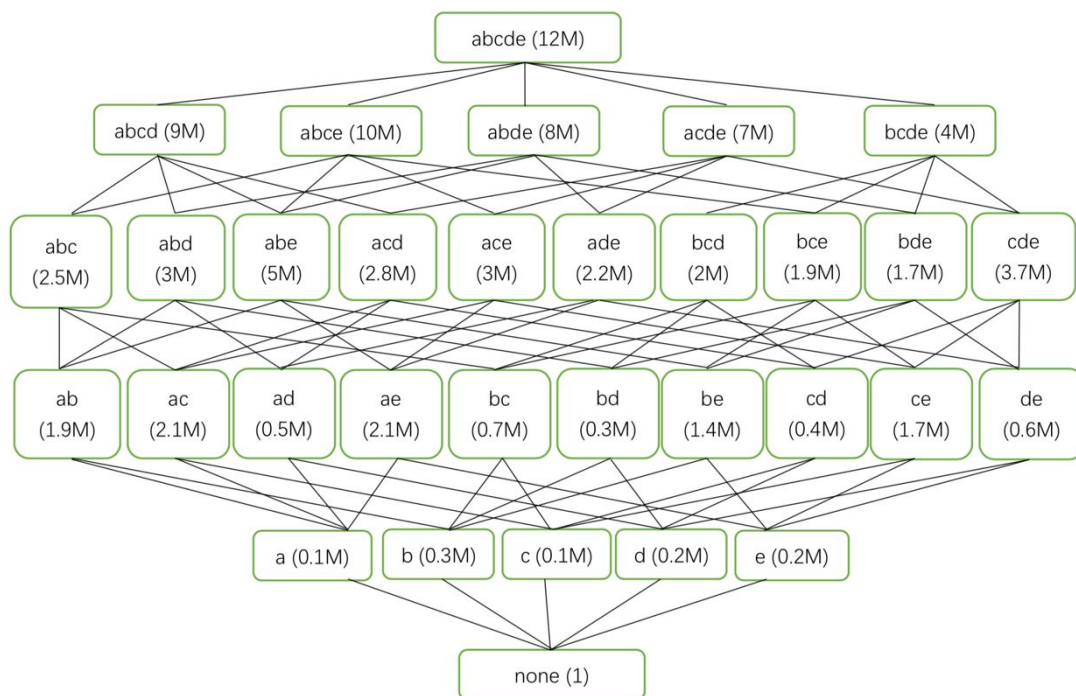 abcde (12M)
abcd (9M)
abce (10M)
abde (8M)
acde (7M)
bcde (4M)
abc
(2.5M)
abd
(3M)
abe
(5M)
acd
(2.8M)
ace
(3M)
ade
(2.2M)
bcd
(2M)
bce
(1.9M)
bde
(1.7M)
cde
(3.7M)
ab
(1.9M)
ac
(2.1M)
ad
(0.5M)
ae
(2.1M)
bc
(0.7M)
bd
(0.3M)
be
(1.4M)
cd
(0.4M)
ce
(1.7M)
de
(0.6M)
a (0.1M)
b (0.3M)
c (0.1M)
d (0.2M)
e (0.2M)
none (1)